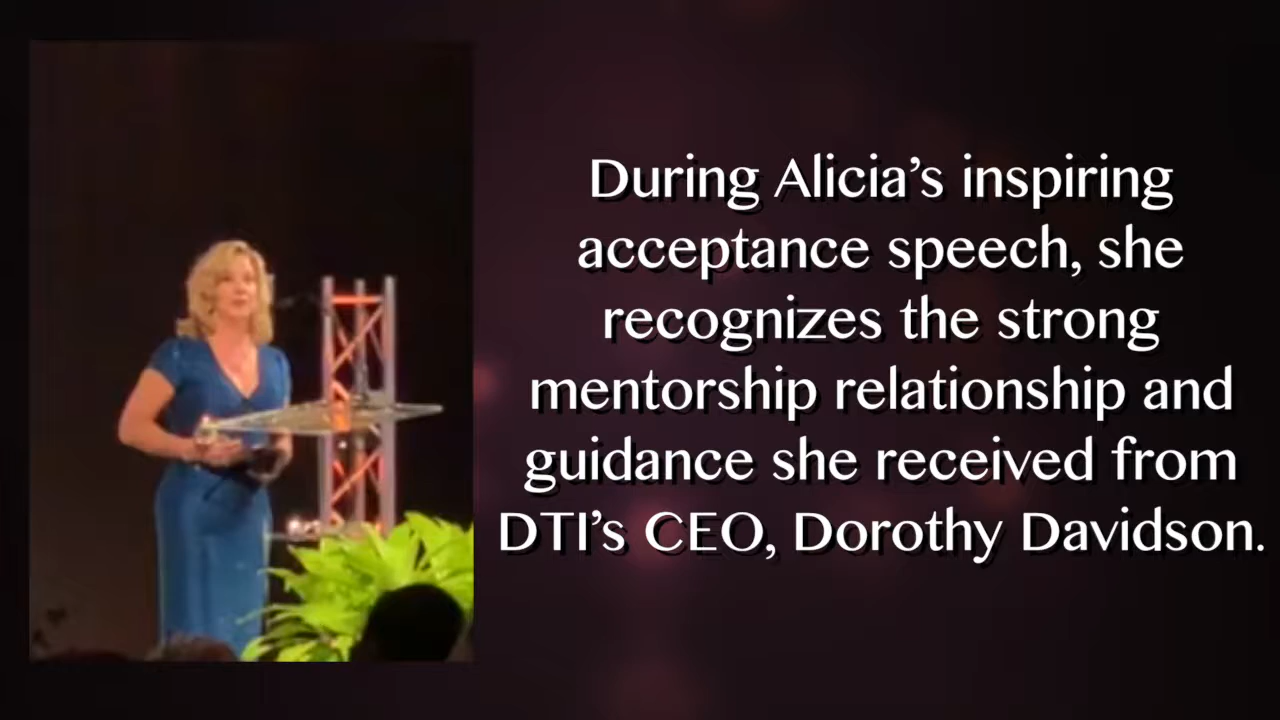 During Alicia’s inspiring
acceptance speech, she
recognizes the strong
mentorship relationship and
guidance she received from
DTI’s CEO, Dorothy Davidson.